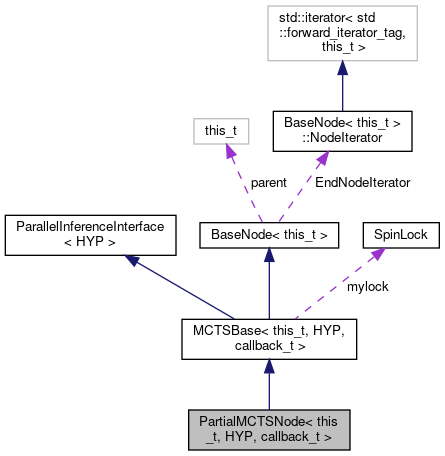 std::iterator< std
::forward_iterator_tag,
this_t >
this_t
BaseNode< this_t >
::NodeIterator
parent
EndNodeIterator
ParallelInferenceInterface
< HYP >
BaseNode< this_t >
SpinLock
mylock
MCTSBase< this_t, HYP,
callback_t >
PartialMCTSNode< this
_t, HYP, callback_t >